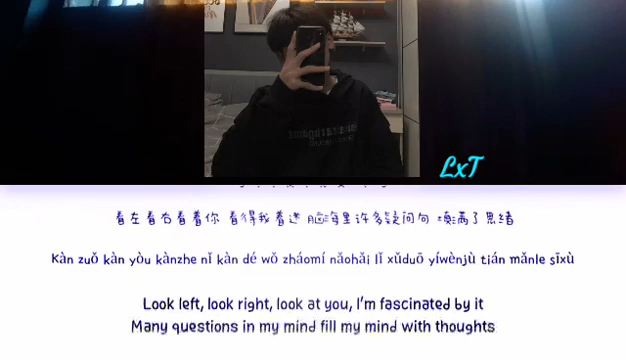 LxT
看左看右看着你 看得我着迷 脑海里许多疑问句 填满了思绪
Kàn zuǒ kàn yòu kànzhe nǐ kàn dé wǒ zháomí nǎohǎi lǐ xǔduō yíwènjù tián mǎnle sīxù
Look left, look right, look at you, I'm fascinated by it
Many questions in my mind fill my mind with thoughts